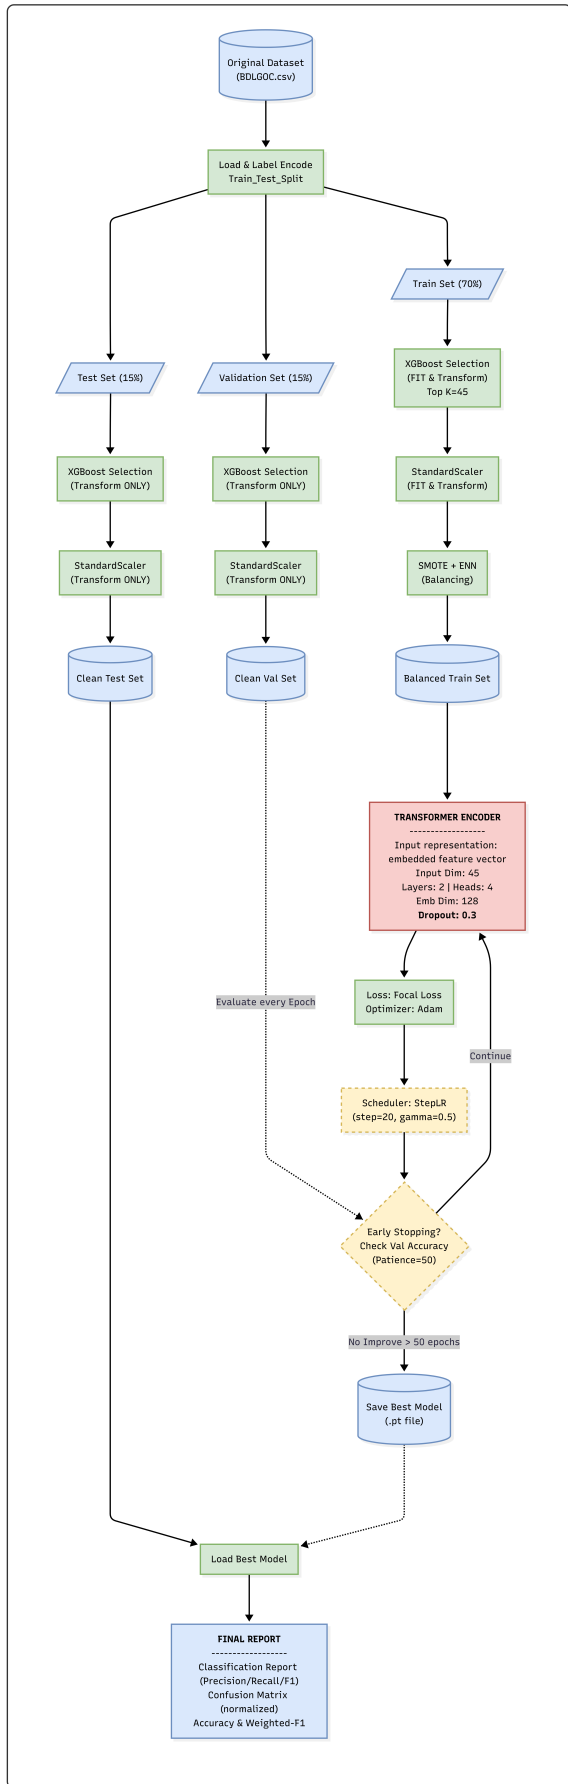 Original Dataset
(BDLGOC.csv)
Load & Label Encode
Train_Test_Split
Train Set (70%)
Test Set (15%)
Validation Set (15%)
XGBoost Selection
(FIT & Transform)
Top K=45
XGBoost Selection
(Transform ONLY)
XGBoost Selection
(Transform ONLY)
StandardScaler
(FIT & Transform)
StandardScaler
(Transform ONLY)
StandardScaler
(Transform ONLY)
SMOTE + ENN
(Balancing)
Clean Test Set
Clean Val Set
Balanced Train Set
TRANSFORMER ENCODER
------------------
Input representation:
embedded feature vector
Input Dim: 45
Layers: 2 | Heads: 4
Emb Dim: 128
Dropout: 0.3
Loss: Focal Loss
Optimizer: Adam
Evaluate every Epoch
Continue
Scheduler: StepLR
(step=20, gamma=0.5)
Early Stopping?
Check Val Accuracy
(Patience=50)
No Improve > 50 epochs
Save Best Model
(.pt file)
Load Best Model
FINAL REPORT
------------------
Classification Report
(Precision/Recall/F1)
Confusion Matrix
(normalized)
Accuracy & Weighted-F1